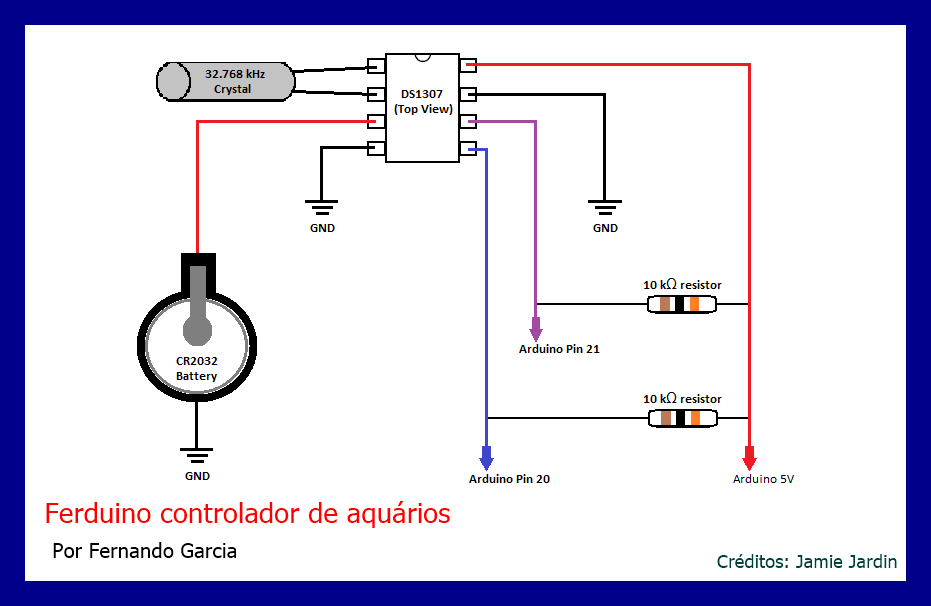 32.768 kHz
Crystal
DS1307
(Top View)
GND
GND
10 kΩ resistor
Arduino Pin 21
CR2032
Battery
10 kΩ resistor
GND
Arduino Pin 20
Arduino 5V
Ferduino controlador de aquários
Por Fernando Garcia
Créditos: Jamie Jardin